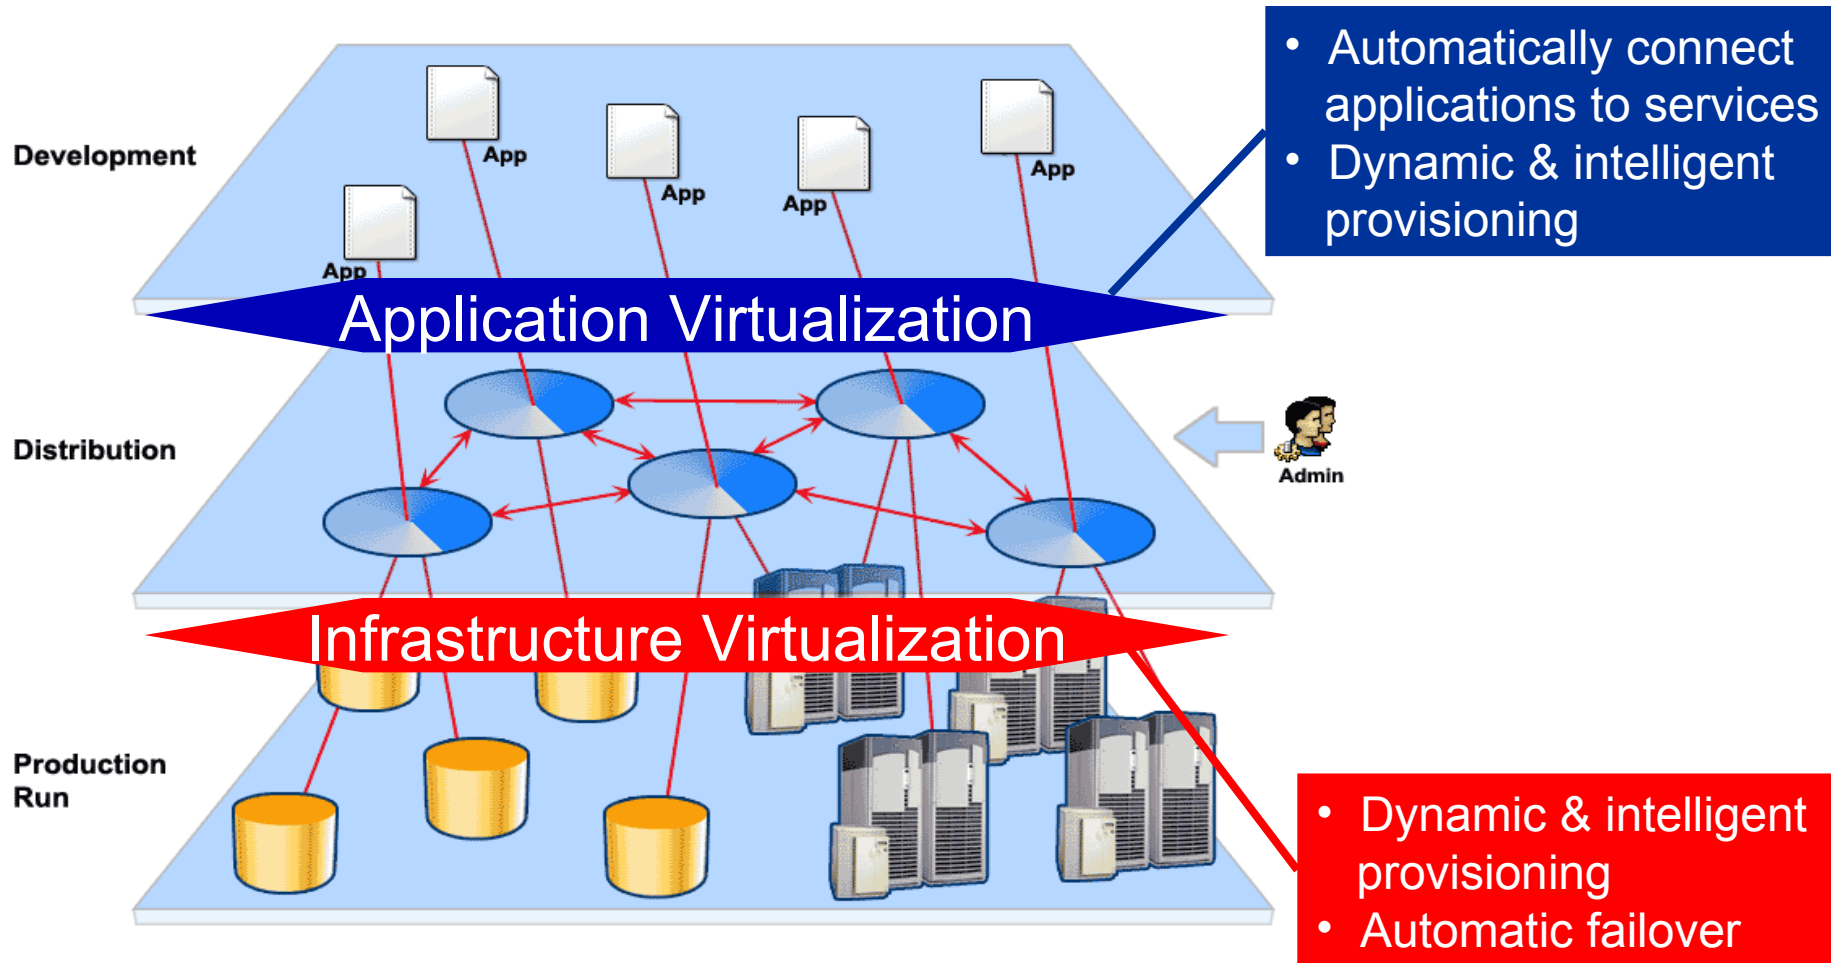 • Automatically connect
applications to services
• Dynamic & intelligent
provisioning
Development
App
App
App
App
App
Application Virtualization
Distribution
Admin
Infrastructure Virtualization
Production
Run
• Dynamic & intelligent
provisioning
• Automatic failover